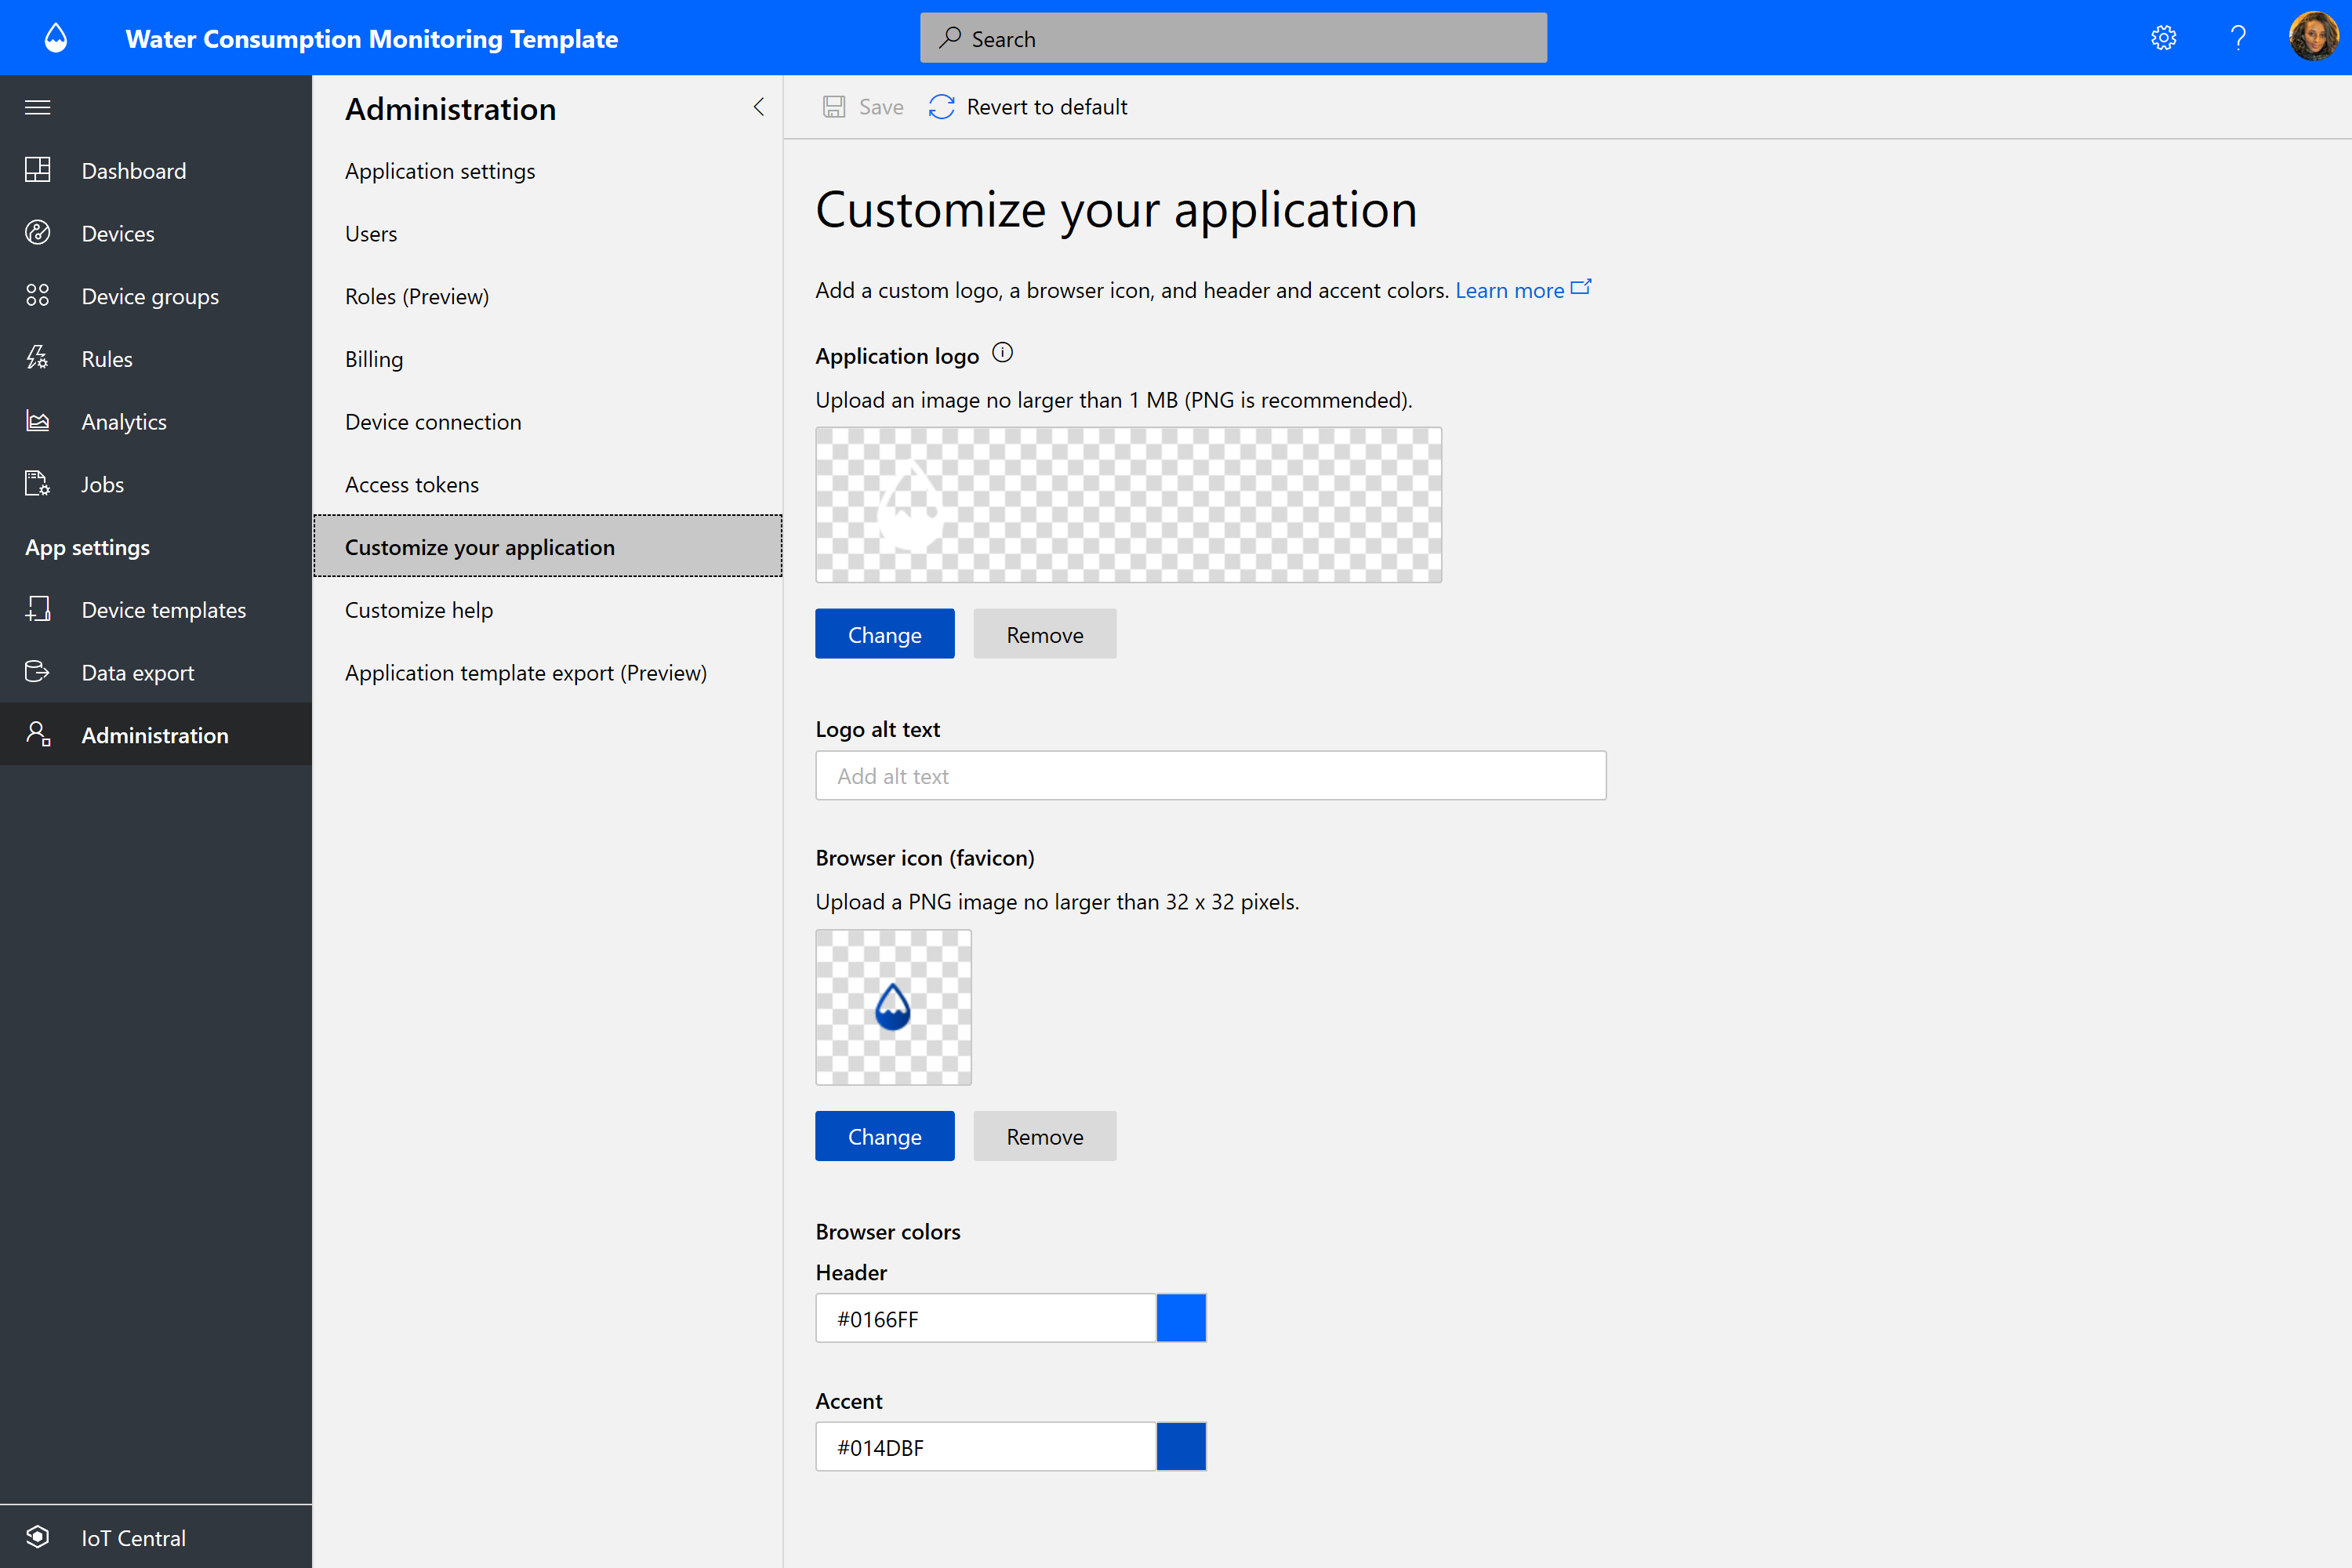 Water Consumption Monitoring Template
Search
Dashboard
Devices
Device groups
Rules
Analytics
Jobs
App settings
Device templates
Data export
Administration
IoT Central
Administration
Application settings
Users
Roles (Preview)
Billing
Device connection
Access tokens
Customize your application
Customize help
Application template export (Preview)
Save
Revert to default
Customize your application
Add a custom logo, a browser icon, and header and accent colors. Learn more
Application logo
Upload an image no larger than 1 MB (PNG is recommended).
Change
Remove
Logo alt text
Add alt text
Browser icon (favicon)
Upload a PNG image no larger than 32 x 32 pixels.
Change
Remove
Browser colors
Header
#0166FF
Accent
#014DBF